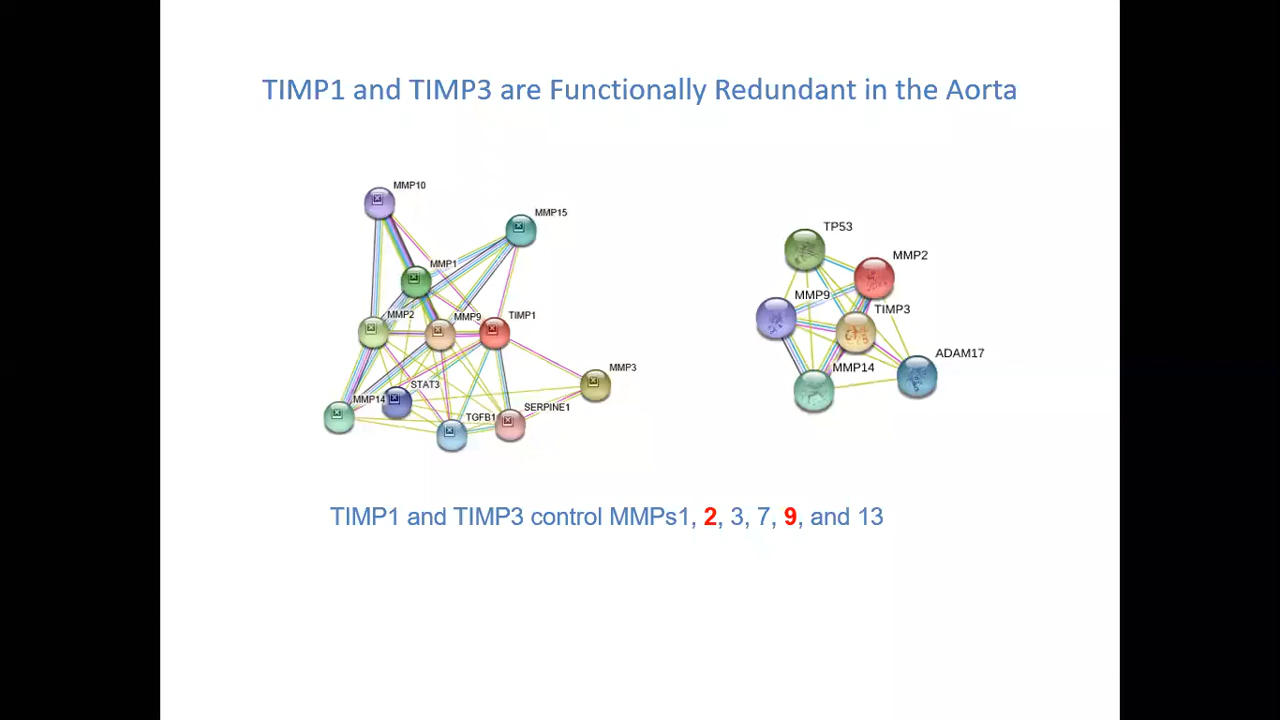 TIMP1 and TIMP3 are Functionally Redundant in the Aorta
MMP10
MMP15
MMP1
MMP2
MMP9
TIMP1
MMP3
STAT3
MMP14
TGFB1
SERPINE1
TP53
MMP2
MMP9
TIMP3
ADAM17
MMP14
TIMP1 and TIMP3 control MMPs1, 2, 3, 7, 9, and 13